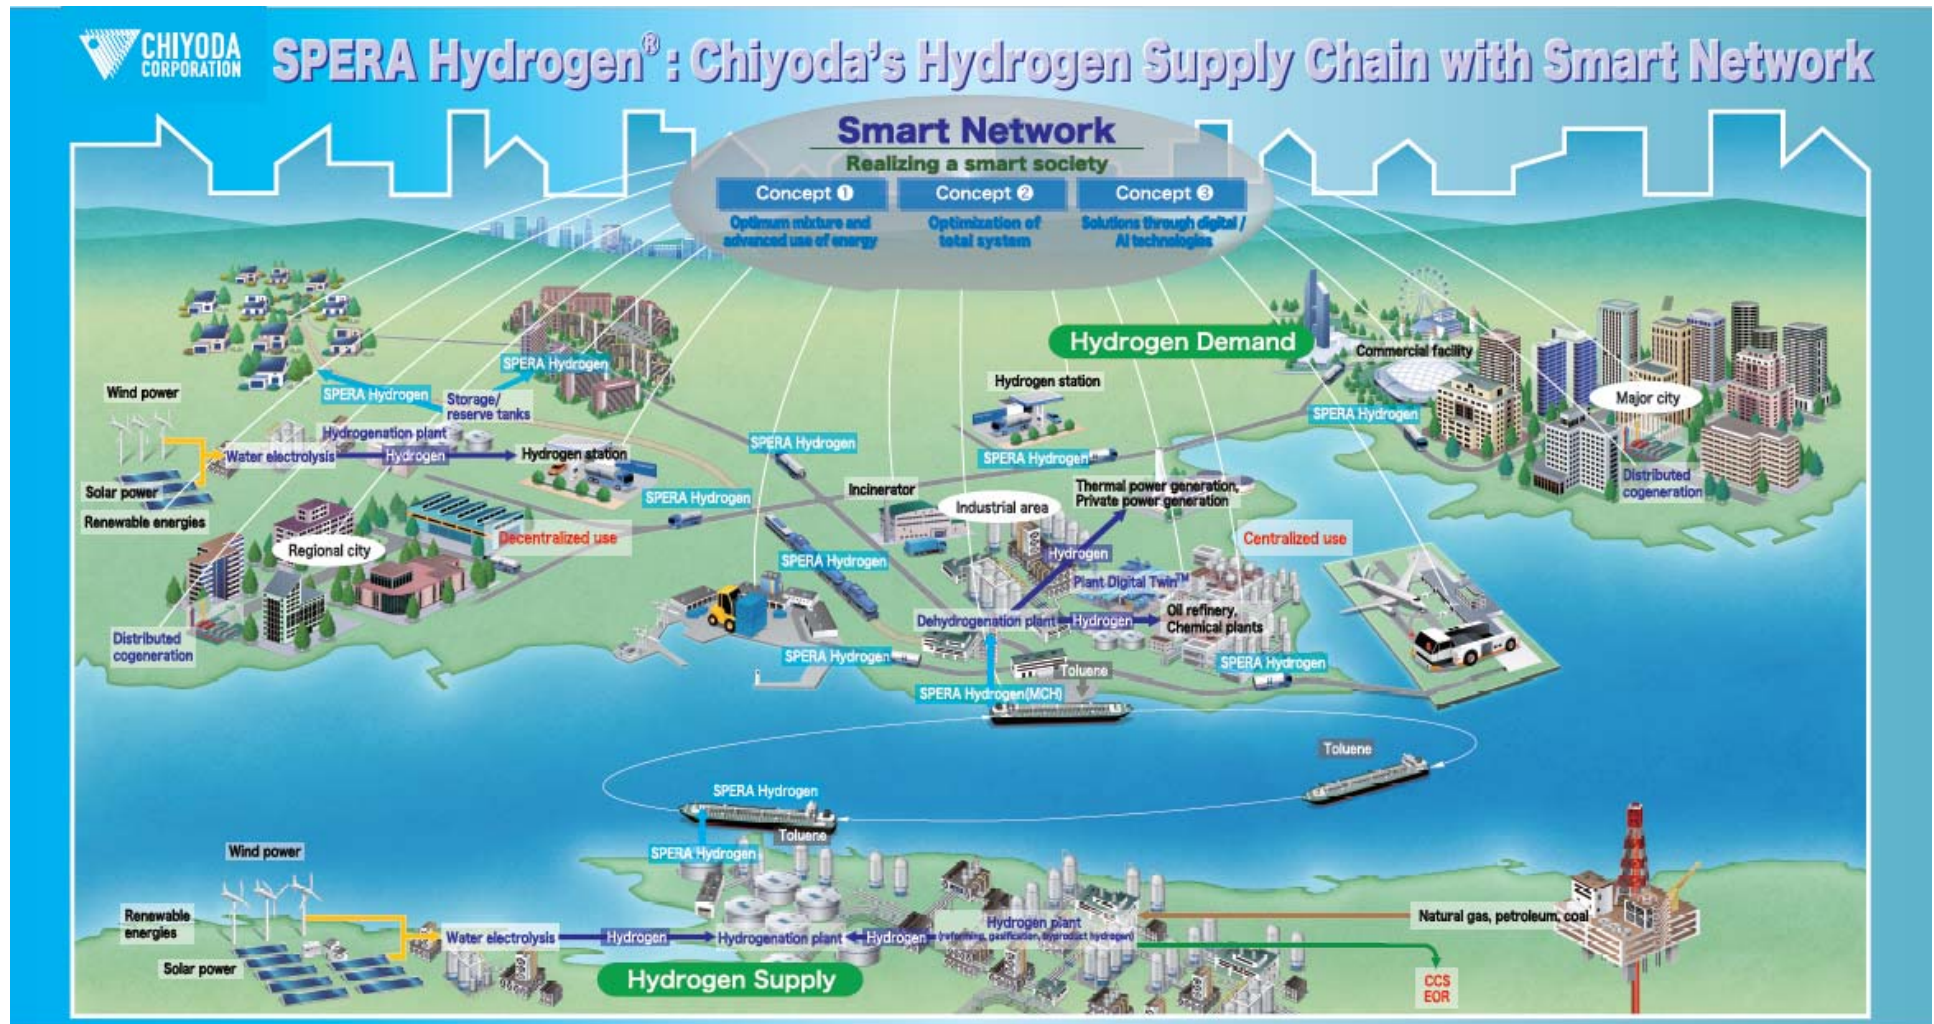 CHIYODA
CORPORATION
SPERA Hydrogen®: Chiyoda's Hydrogen Supply Chain with Smart Network
Smart Network
Realizing a smart society
Concept ❶
Optimum mixture and
advanced use of energy
Concept ❷
Optimization of
total system
Concept ❸
Solutions through digital /
AI technologies
Hydrogen Demand
Commercial facility
SPERA Hydrogen
Hydrogen station
Major city
SPERA Hydrogen
Wind power
SPERA Hydrogen
Storage/
reserve tanks
SPERA Hydrogen
Hydrogenation plant
SPERA Hydrogen
Water electrolysis
Hydrogen
Hydrogen station
SPERA Hydrogen
Distributed
cogeneration
Solar power
Renewable energies
SPERA Hydrogen
Incinerator
Industrial area
Thermal power generation,
Private power generation
Regional city
Decentralized use
Centralized use
SPERA Hydrogen
Hydrogen
Plant Digital Twin™
Oil refinery,
Chemical plants
Dehydrogenation plant
Hydrogen
Distributed
cogeneration
SPERA Hydrogen
Toluene
SPERA Hydrogen
SPERA Hydrogen(MCH)
Toluene
SPERA Hydrogen
Toluene
SPERA Hydrogen
Wind power
Renewable
energies
Solar power
Water electrolysis
Hydrogen
Hydrogenation plant
Hydrogen
Hydrogen plant
(reforming, gasification, byproduct hydrogen)
Natural gas, petroleum, coal
Hydrogen Supply
CCS
EOR